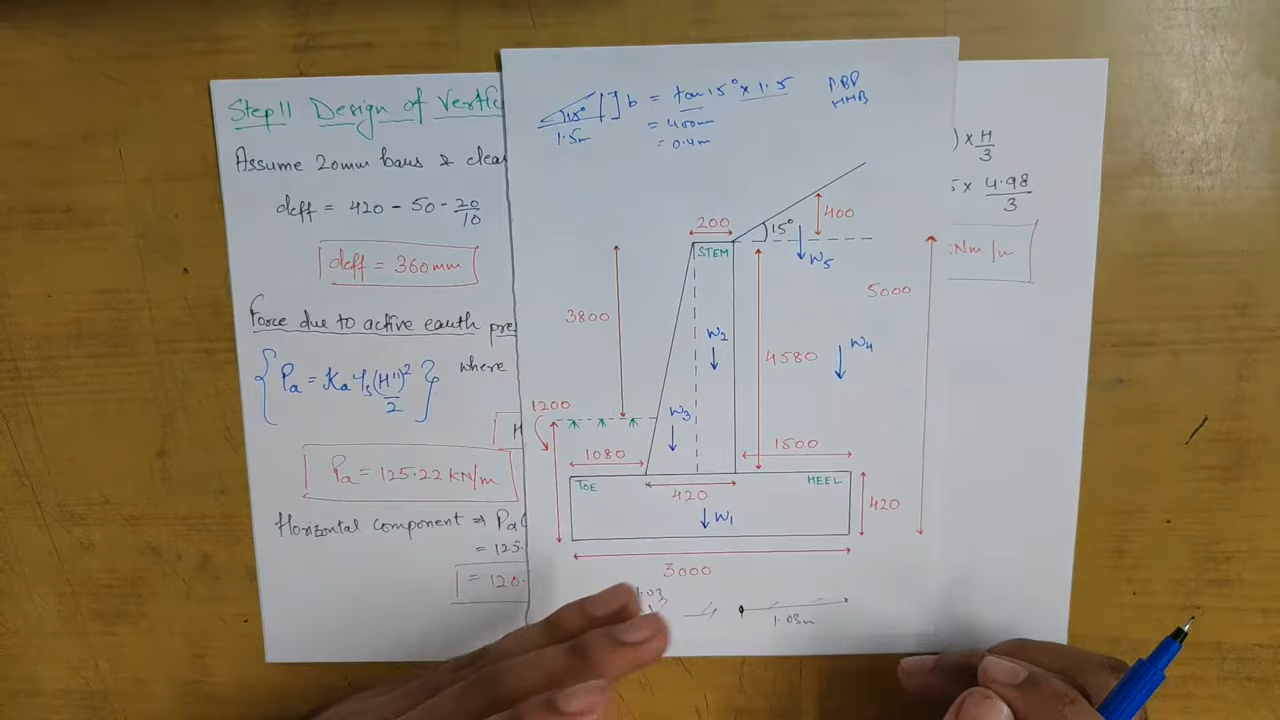 Step 11 Design of Vertic
Assume 20mm bars & clea
deff = 420 - 50 - 20/10
deff = 360mm
Force due to active earth pre
Pa = Ka γs (H")²/2 where
H
Pa = 125.22 KN/m
Horizontal component ⇒ Pa(
= 125.
= 120.
15° b = tan 15° × 1.5
1.5m = 400mm
= 0.4m
200
15°
400
STEM
W5
5000
3800
W2
4580
W4
1200
W3
1080
1500
TOE
HEEL
420
420
W1
3000
1.03m
) × H/3
× 4.98/3
Nm/m